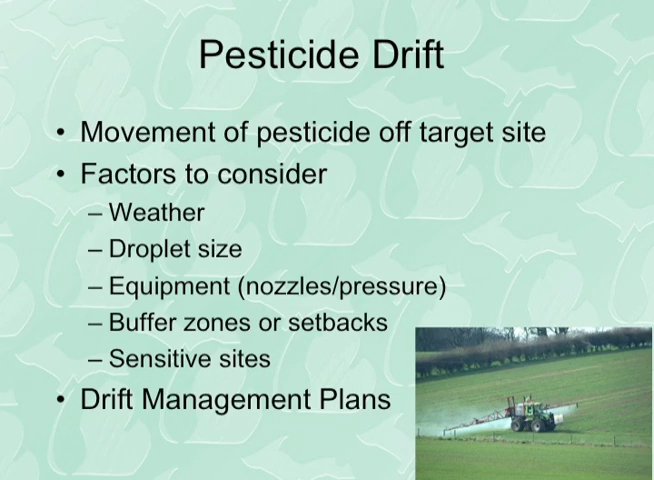 Pesticide Drift
• Movement of pesticide off target site
• Factors to consider
– Weather
– Droplet size
– Equipment (nozzles/pressure)
– Buffer zones or setbacks
– Sensitive sites
• Drift Management Plans